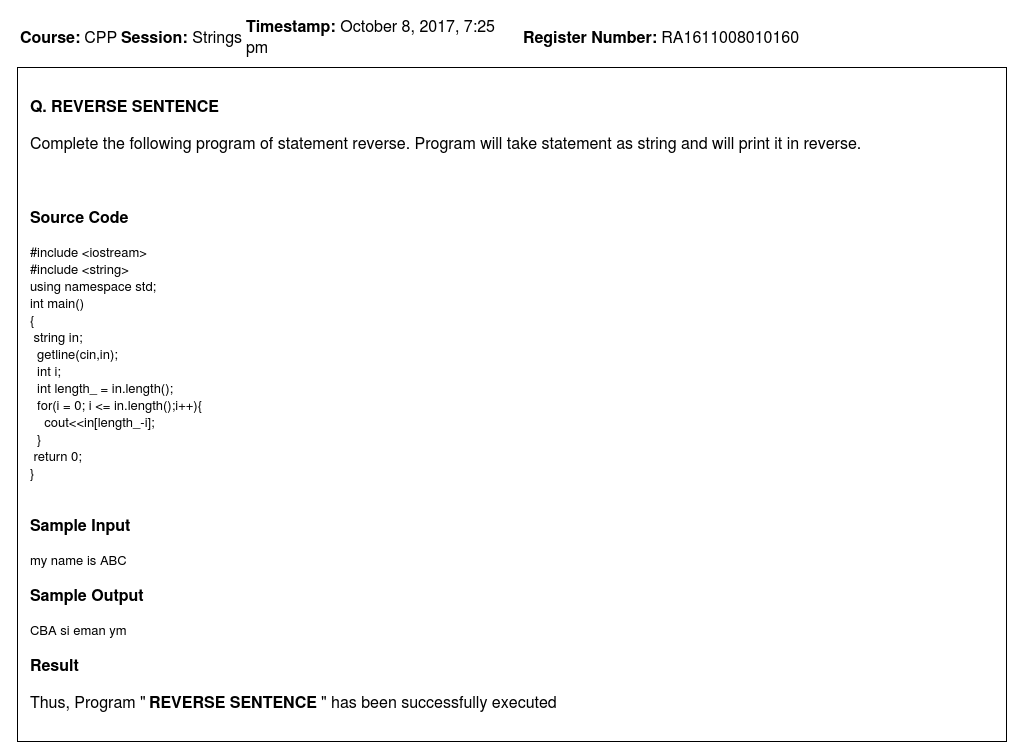 Course: CPP Session: Strings Timestamp: October 8, 2017, 7:25
pm Register Number: RA1611008010160
Q. REVERSE SENTENCE
Complete the following program of statement reverse. Program will take statement as string and will print it in reverse.
Source Code
#include <iostream>
#include <string>
using namespace std;
int main()
{
 string in;
  getline(cin,in);
  int i;
  int length_ = in.length();
  for(i = 0; i <= in.length();i++){
    cout<<in[length_-i];
  }
 return 0;
}
Sample Input
my name is ABC
Sample Output
CBA si eman ym
Result
Thus, Program " REVERSE SENTENCE " has been successfully executed